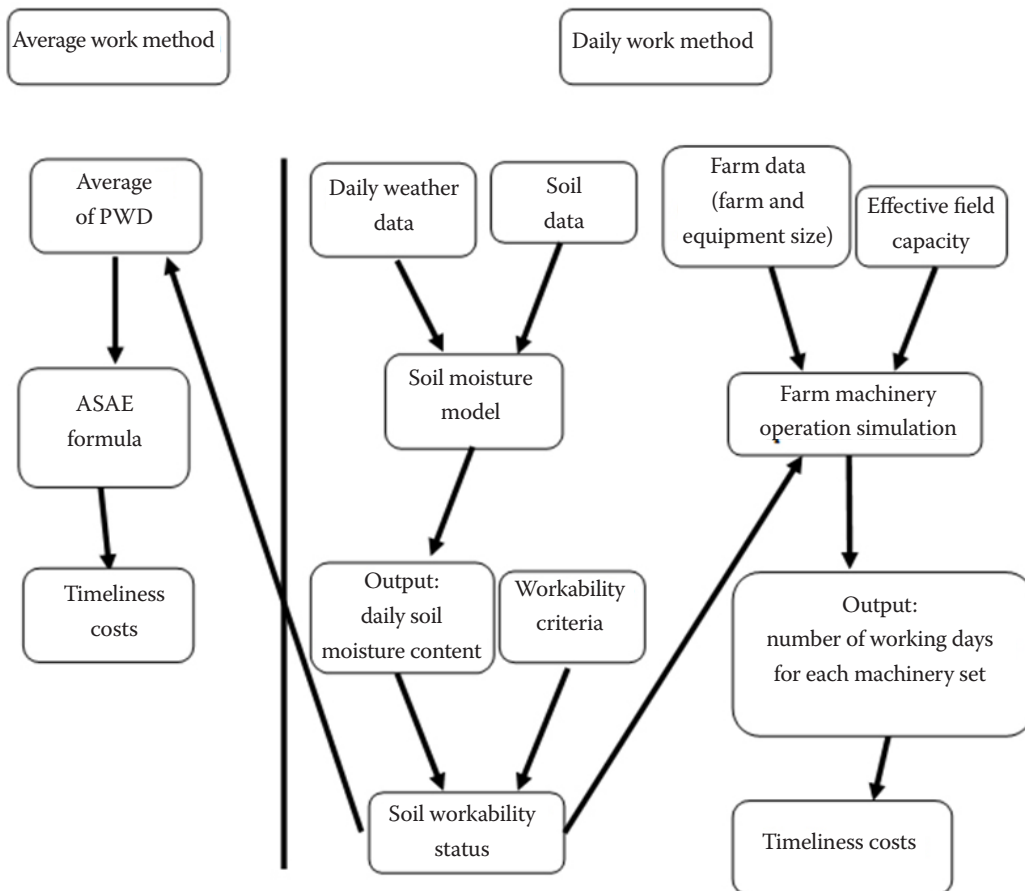 Average work method
Daily work method
Average
of PWD
ASAE
formula
Timeliness
costs
Daily weather
data
Soil
data
Soil moisture
model
Output:
daily soil
moisture content
Workability
criteria
Soil workability
status
Farm data
(farm and
equipment size)
Effective field
capacity
Farm machinery
operation simulation
Output:
number of working days
for each machinery set
Timeliness costs